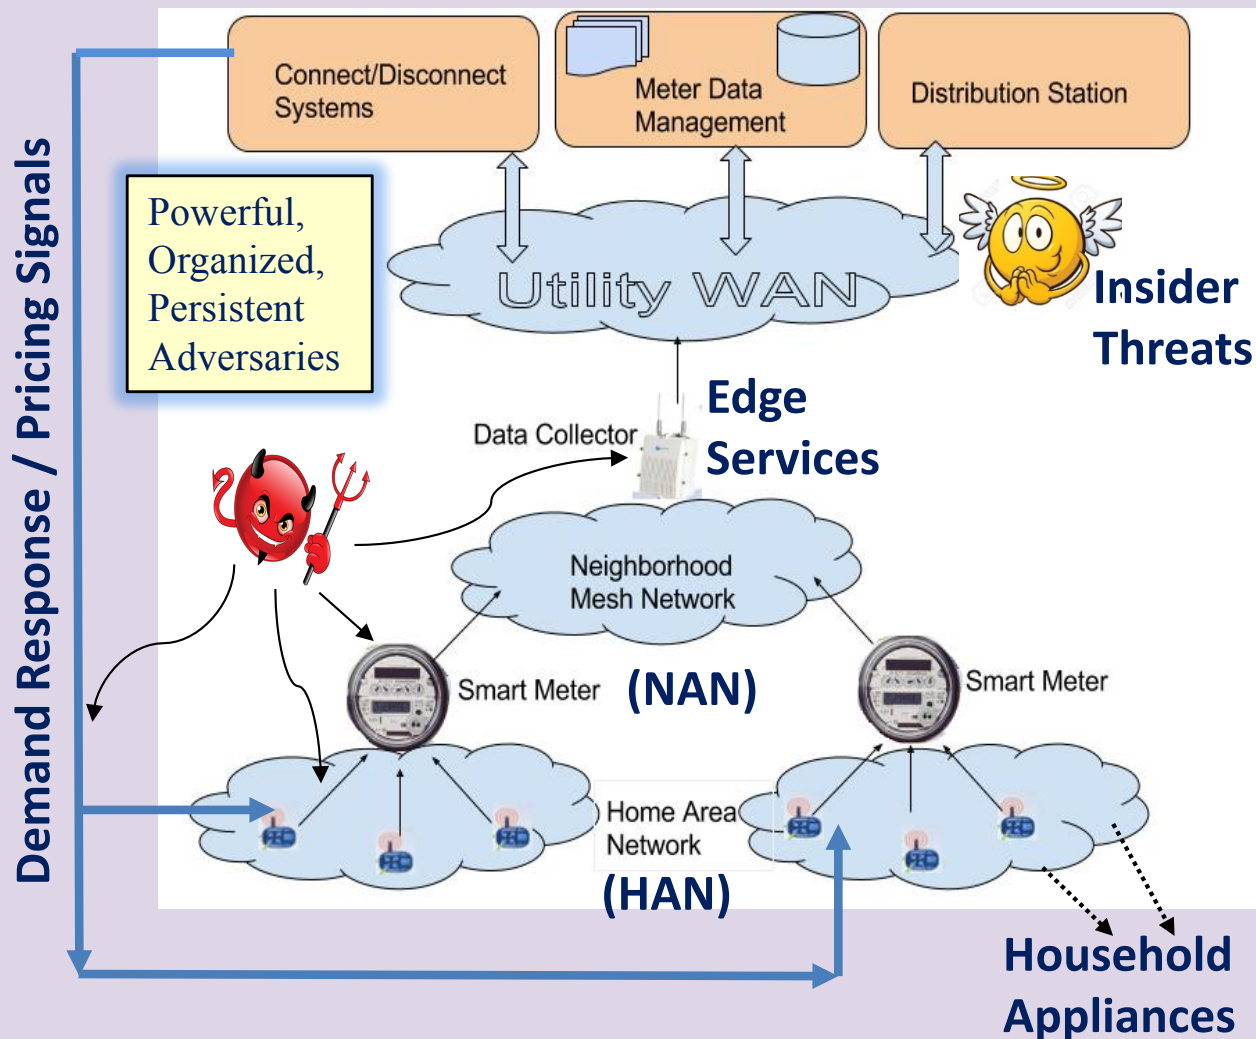 Connect/Disconnect
Systems
Meter Data
Management
Distribution Station
Demand Response / Pricing Signals
Powerful,
Organized,
Persistent
Adversaries
Utility WAN
Insider
Threats
Edge
Services
Data Collector
Neighborhood
Mesh Network
Smart Meter
(NAN)
Smart Meter
Home Area
Network
(HAN)
Household
Appliances